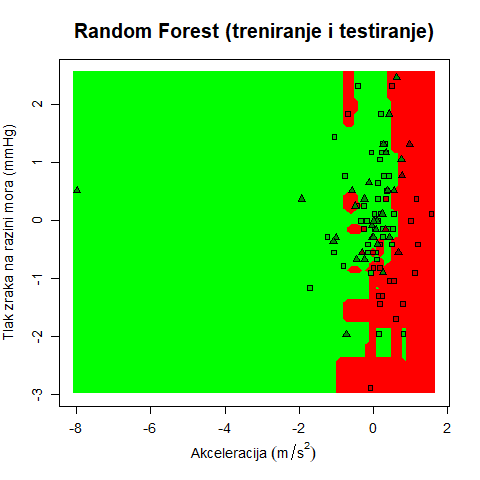 Random Forest (treniranje i testiranje)
Tlak zraka na razini mora (mmHg)
2
1
0
-1
-2
-3
-8 -6 -4 -2 0 2
Akceleracija (m/s²)